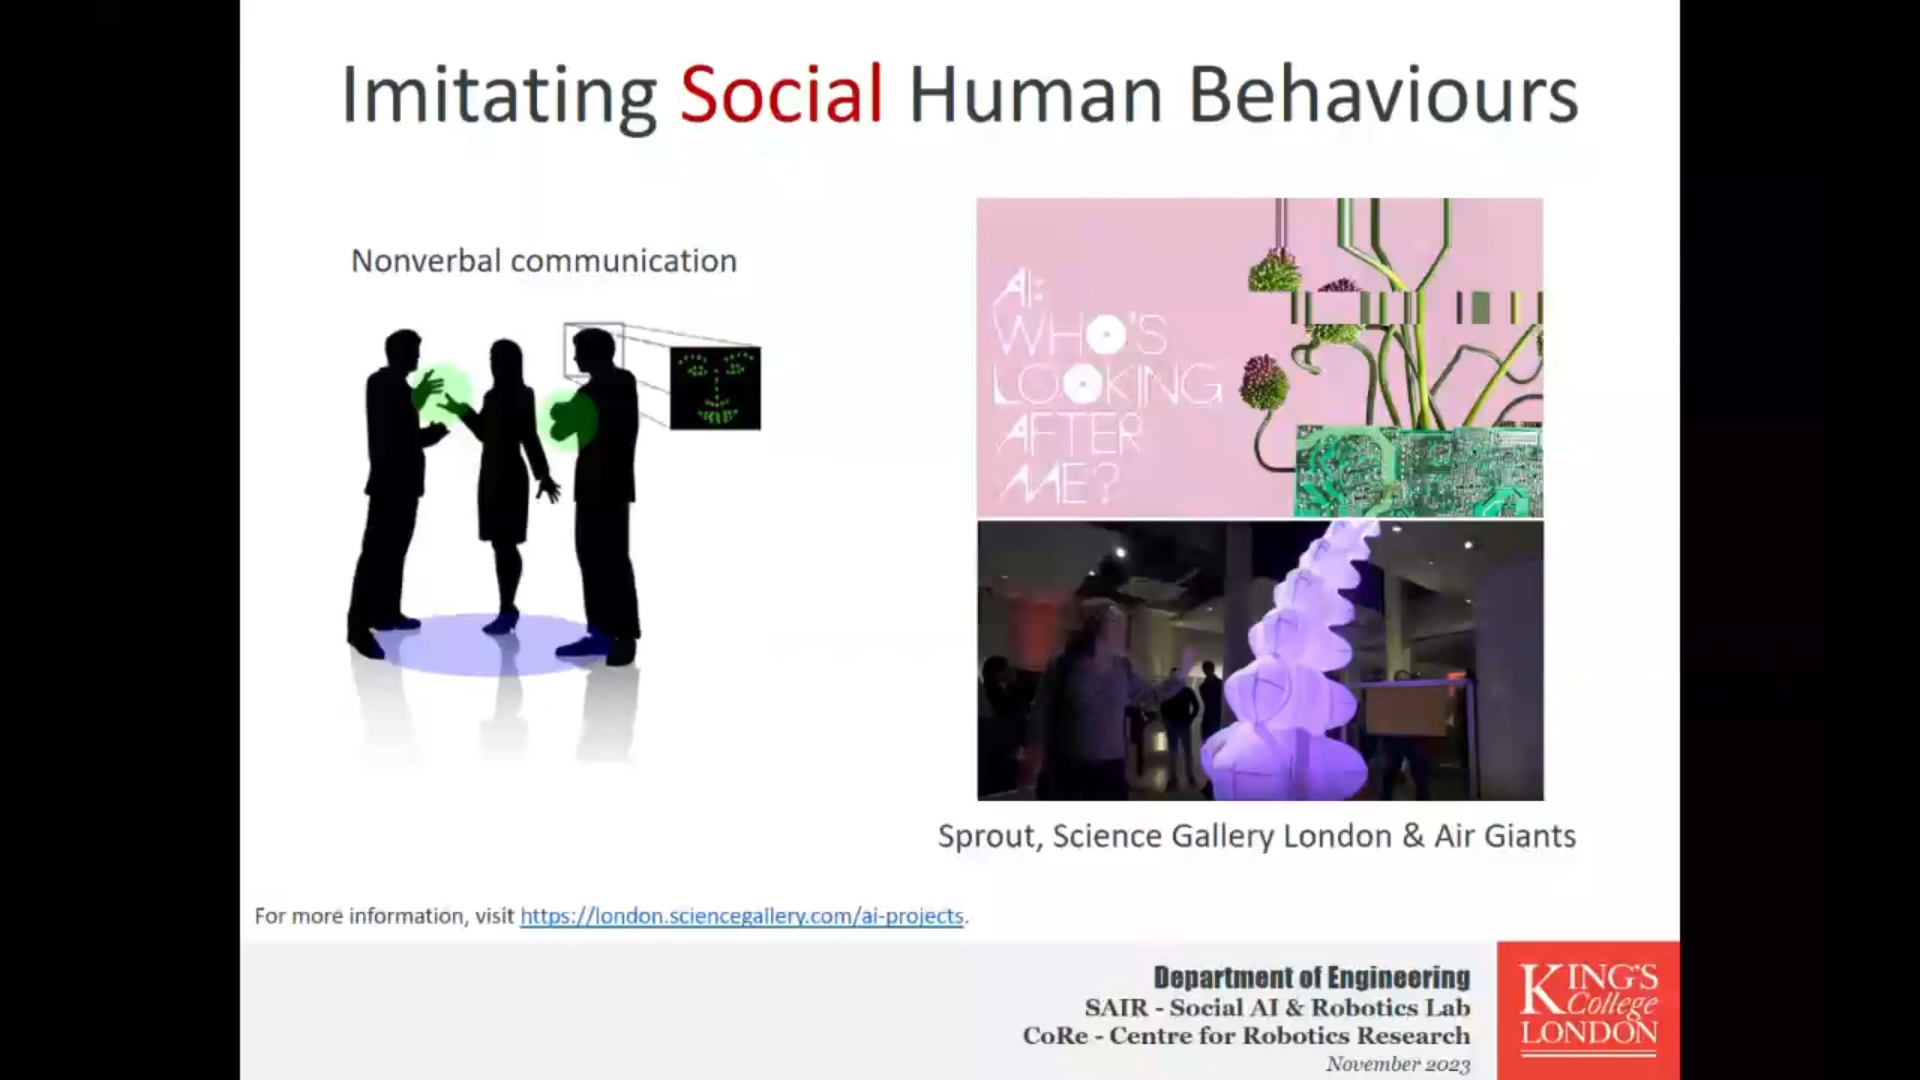 Imitating Social Human Behaviours
Nonverbal communication
AI:
WHO'S
LOOKING
AFTER
ME?
Sprout, Science Gallery London & Air Giants
For more information, visit https://london.sciencegallery.com/ai-projects.
Department of Engineering
SAIR - Social AI & Robotics Lab
CoRe - Centre for Robotics Research
November 2023
KING'S
College
LONDON